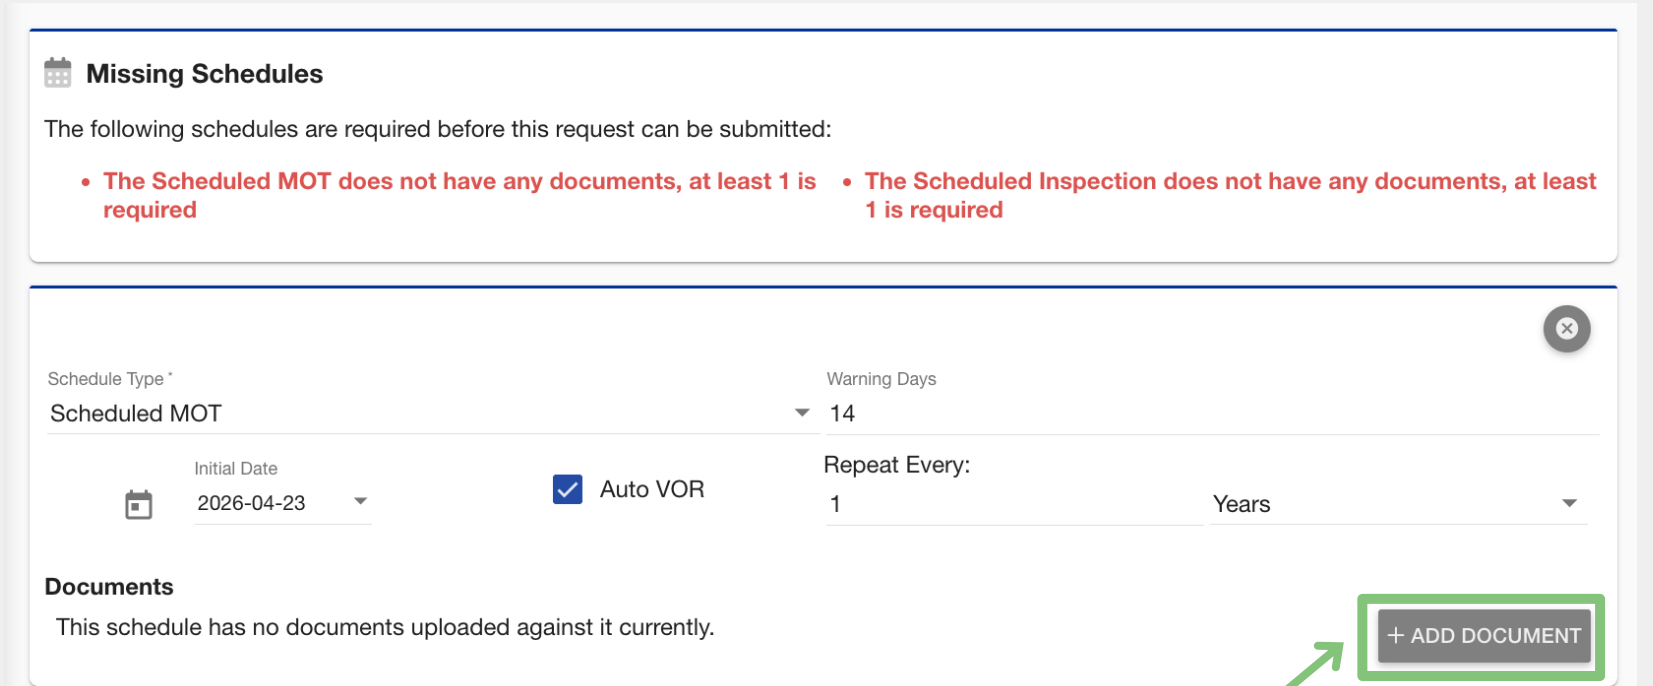 Missing Schedules
The following schedules are required before this request can be submitted:
• The Scheduled MOT does not have any documents, at least 1 is
required
• The Scheduled Inspection does not have any documents, at least
1 is required
Schedule Type *
Scheduled MOT
Warning Days
14
Initial Date
2026-04-23
Auto VOR
Repeat Every:
1
Years
Documents
This schedule has no documents uploaded against it currently.
+ ADD DOCUMENT